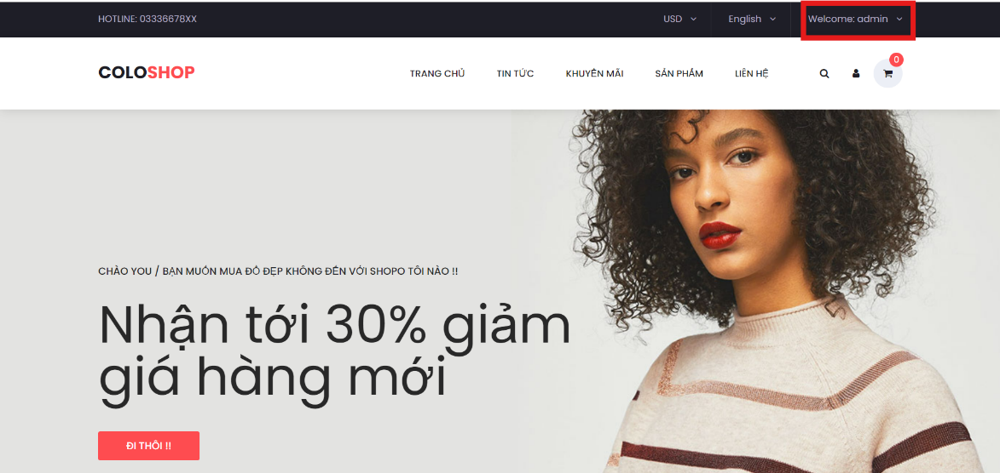 HOTLINE: 03336678XX
USD
English
Welcome: admin
COLOSHOP
TRANG CHỦ
TIN TỨC
KHUYẾN MÃI
SẢN PHẨM
LIÊN HỆ
0
CHÀO YOU / BẠN MUỐN MUA ĐỒ ĐẸP KHÔNG ĐẾN VỚI SHOPO TÔI NÀO !!
Nhận tới 30% giảm
giá hàng mới
ĐI THÔI !!